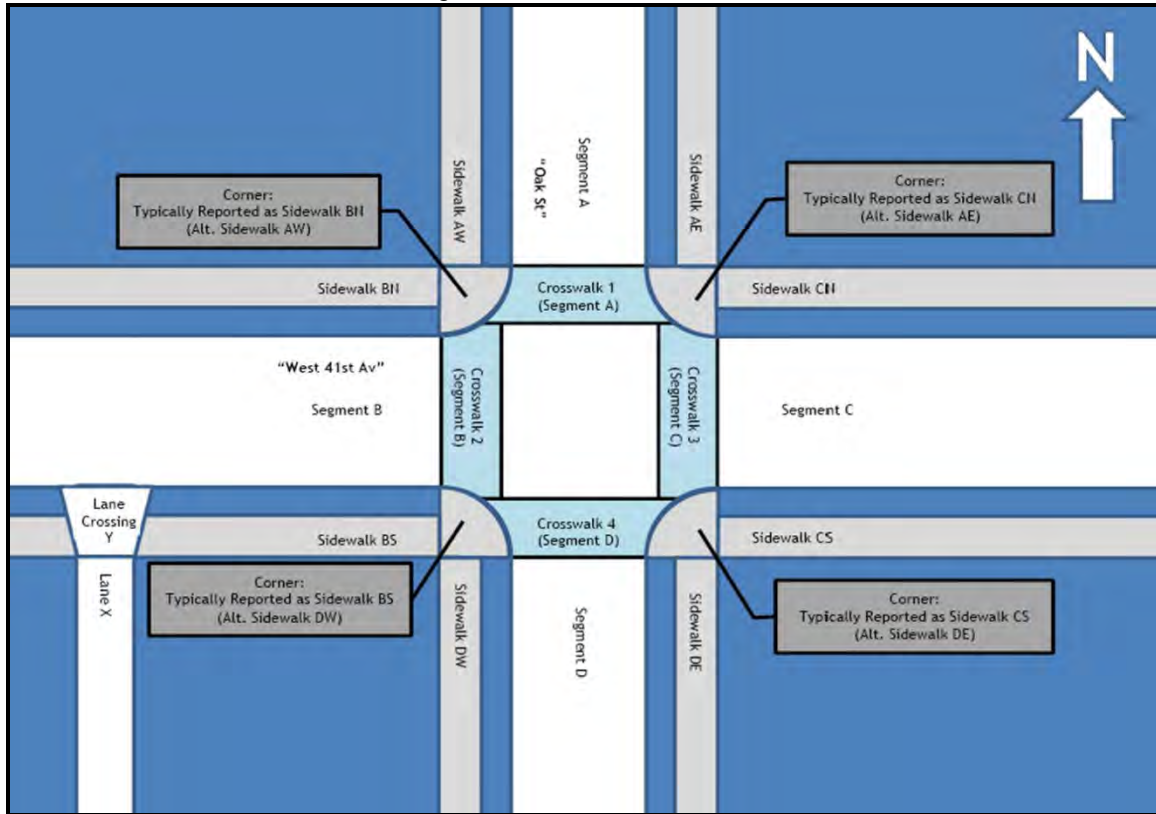 N
Sidewalk AW
"Oak St"
Segment A
Sidewalk AE
Corner:
Typically Reported as Sidewalk BN
(Alt. Sidewalk AW)
Corner:
Typically Reported as Sidewalk CN
(Alt. Sidewalk AE)
Sidewalk BN
Crosswalk 1
(Segment A)
Sidewalk CN
"West 41st Av"
Segment B
Crosswalk 2
(Segment B)
Crosswalk 3
(Segment C)
Segment C
Lane
Crossing
Y
Sidewalk BS
Crosswalk 4
(Segment D)
Sidewalk CS
Lane X
Corner:
Typically Reported as Sidewalk BS
(Alt. Sidewalk DW)
Sidewalk DW
Segment D
Sidewalk DE
Corner:
Typically Reported as Sidewalk CS
(Alt. Sidewalk DE)